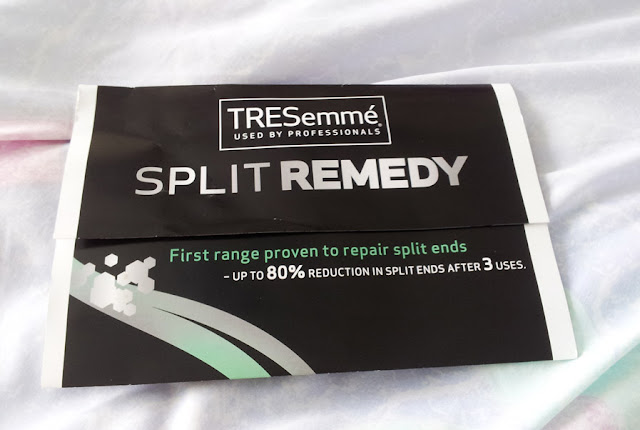 TRESemmé
USED BY PROFESSIONALS
SPLIT REMEDY
First range proven to repair split ends
- UP TO 80% REDUCTION IN SPLIT ENDS AFTER 3 USES.